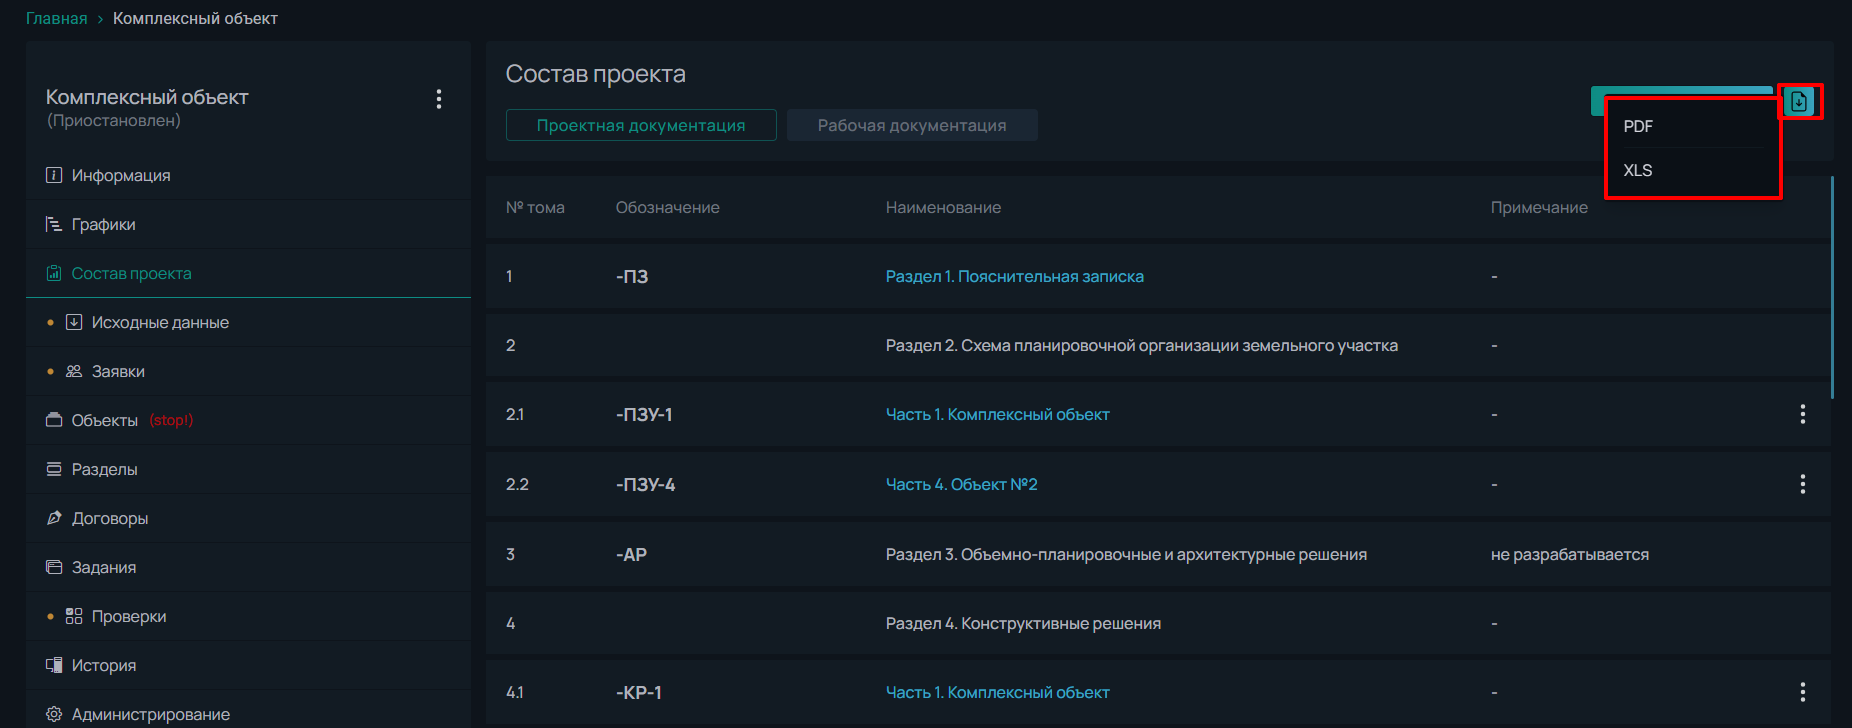 Главная › Комплексный объект
Комплексный объект
(Приостановлен)
Информация
Графики
Состав проекта
Исходные данные
Заявки
Объекты (stop!)
Разделы
Договоры
Задания
Проверки
История
Администрирование
Состав проекта
Проектная документация Рабочая документация
PDF
XLS
№ тома Обозначение Наименование Примечание
1 -ПЗ Раздел 1. Пояснительная записка -
2 Раздел 2. Схема планировочной организации земельного участка -
2.1 -ПЗУ-1 Часть 1. Комплексный объект -
2.2 -ПЗУ-4 Часть 4. Объект №2 -
3 -АР Раздел 3. Объемно-планировочные и архитектурные решения не разрабатывается
4 Раздел 4. Конструктивные решения -
4.1 -КР-1 Часть 1. Комплексный объект -